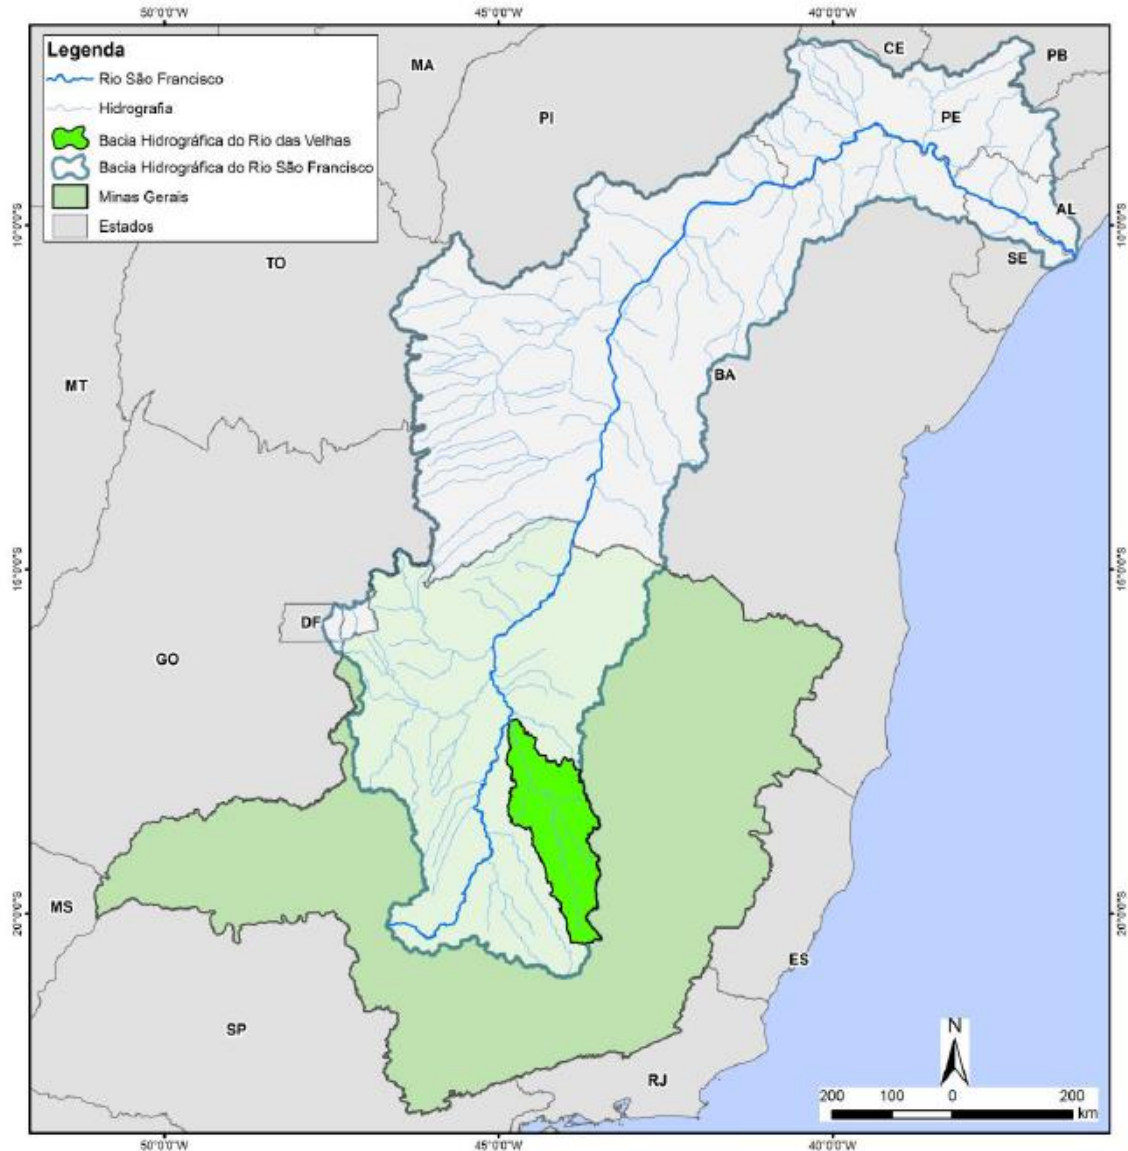 50°0'0"W 45°0'0"W 40°0'0"W
Legenda
Rio São Francisco
Hidrografia
Bacia Hidrográfica do Rio das Velhas
Bacia Hidrográfica do Rio São Francisco
Minas Gerais
Estados
MA
CE
PB
PI
PE
AL
10°0'0"S
10°0'0"S
SE
TO
MT
BA
15°0'0"S
15°0'0"S
DF
GO
MS
20°0'0"S
20°0'0"S
ES
SP
RJ
N
200 100 0 200
km
50°0'0"W 45°0'0"W 40°0'0"W